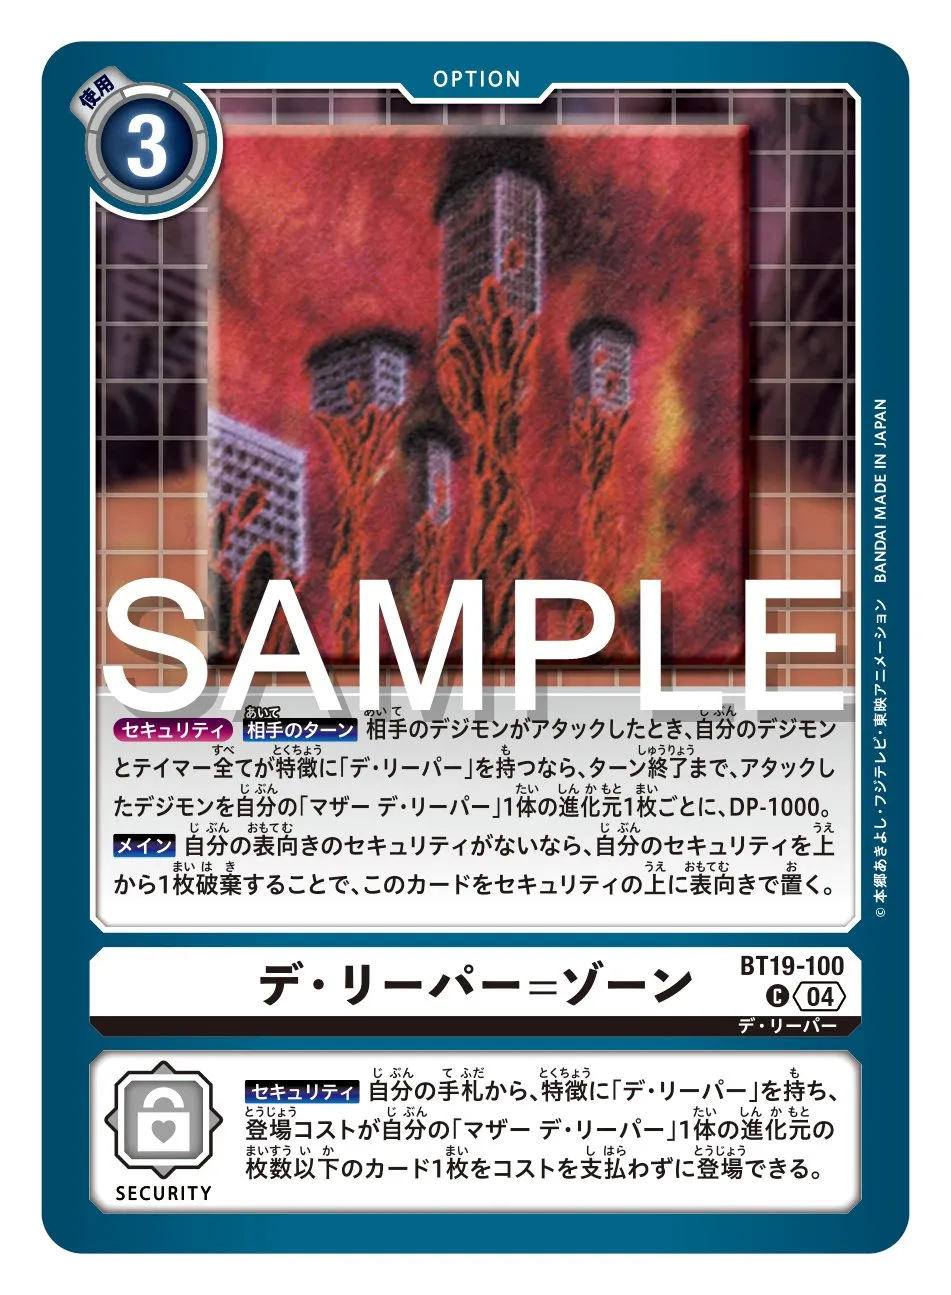 OPTION
使用
3
SAMPLE
セキュリティ 相手のターン 相手のデジモンがアタックしたとき、自分のデジモン
とテイマー全てが特徴に「デ・リーパー」を持つなら、ターン終了まで、アタックし
たデジモンを自分の「マザー デ・リーパー」1体の進化元1枚ごとに、DP-1000。
メイン 自分の表向きのセキュリティがないなら、自分のセキュリティを上
から1枚破棄することで、このカードをセキュリティの上に表向きで置く。
©本郷あきよし・フジテレビ・東映アニメーション BANDAI MADE IN JAPAN
デ・リーパー=ゾーン
BT19-100
C 04
デ・リーパー
セキュリティ 自分の手札から、特徴に「デ・リーパー」を持ち、
登場コストが自分の「マザー デ・リーパー」1体の進化元の
枚数以下のカード1枚をコストを支払わずに登場できる。
SECURITY